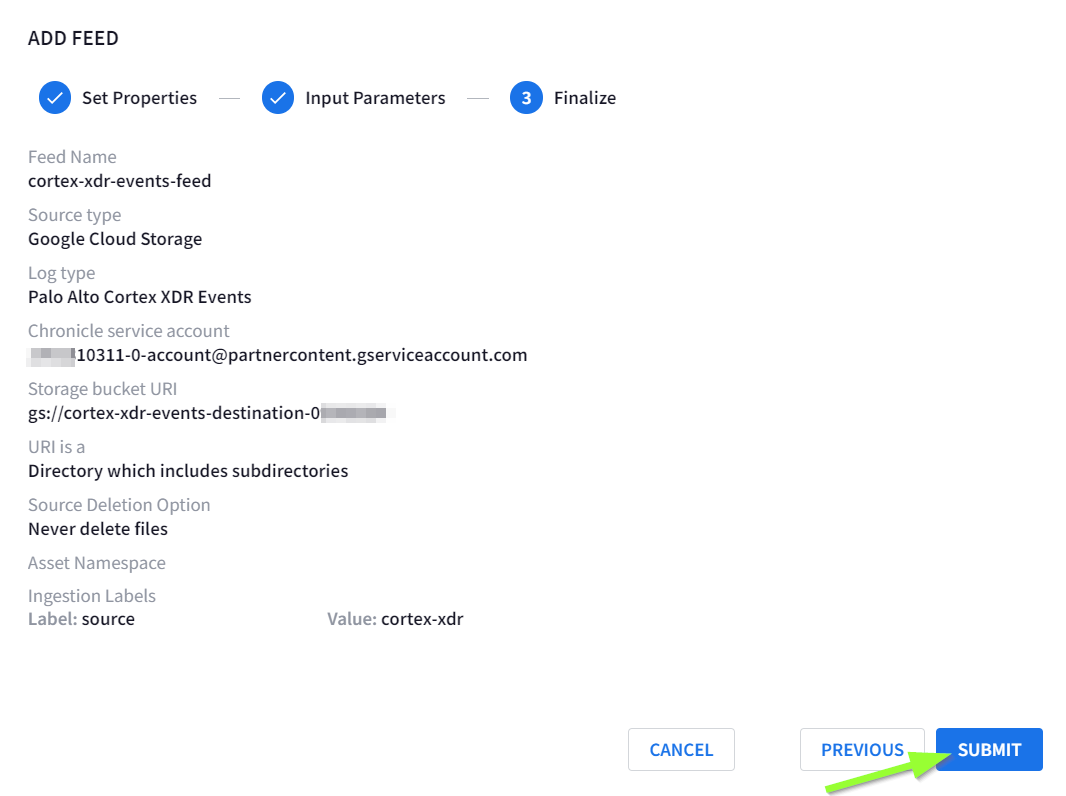 ADD FEED
Set Properties
Input Parameters
3 Finalize
Feed Name
cortex-xdr-events-feed
Source type
Google Cloud Storage
Log type
Palo Alto Cortex XDR Events
Chronicle service account
10311-0-account@partnercontent.gserviceaccount.com
Storage bucket URI
gs://cortex-xdr-events-destination-0
URI is a
Directory which includes subdirectories
Source Deletion Option
Never delete files
Asset Namespace
Ingestion Labels
Label: source Value: cortex-xdr
CANCEL PREVIOUS SUBMIT